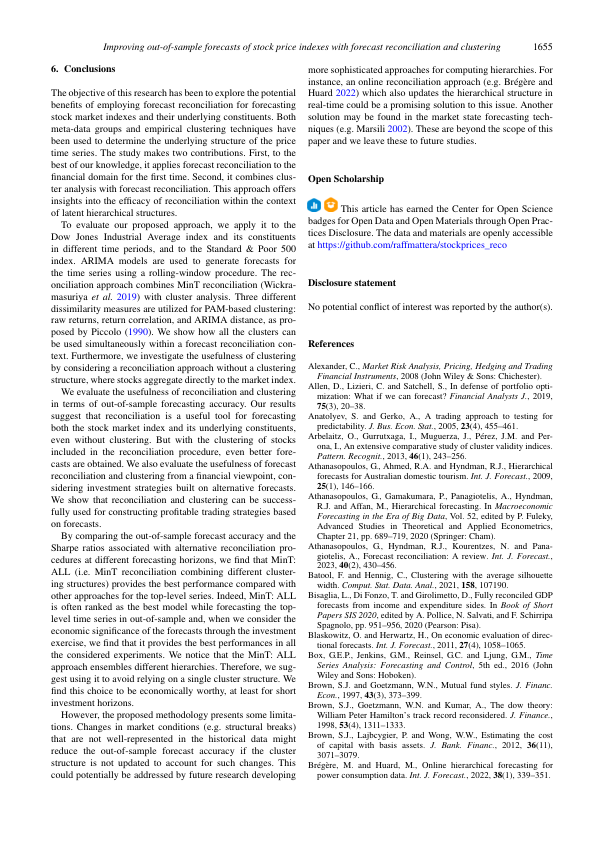 Improving out-of-sample forecasts of stock price indexes with forecast reconciliation and clustering 1655
6. Conclusions
The objective of this research has been to explore the potential
benefits of employing forecast reconciliation for forecasting
stock market indexes and their underlying constituents. Both
meta-data groups and empirical clustering techniques have
been used to determine the underlying structure of the price
time series. The study makes two contributions. First, to the
best of our knowledge, it applies forecast reconciliation to the
financial domain for the first time. Second, it combines clus-
ter analysis with forecast reconciliation. This approach offers
insights into the efficacy of reconciliation within the context
of latent hierarchical structures.
To evaluate our proposed approach, we apply it to the
Dow Jones Industrial Average index and its constituents
in different time periods, and to the Standard & Poor 500
index. ARIMA models are used to generate forecasts for
the time series using a rolling-window procedure. The rec-
onciliation approach combines MinT reconciliation (Wickra-
masuriya et al. 2019) with cluster analysis. Three different
dissimilarity measures are utilized for PAM-based clustering:
raw returns, return correlation, and ARIMA distance, as pro-
posed by Piccolo (1990). We show how all the clusters can
be used simultaneously within a forecast reconciliation con-
text. Furthermore, we investigate the usefulness of clustering
by considering a reconciliation approach without a clustering
structure, where stocks aggregate directly to the market index.
We evaluate the usefulness of reconciliation and clustering
in terms of out-of-sample forecasting accuracy. Our results
suggest that reconciliation is a useful tool for forecasting
both the stock market index and its underlying constituents,
even without clustering. But with the clustering of stocks
included in the reconciliation procedure, even better fore-
casts are obtained. We also evaluate the usefulness of forecast
reconciliation and clustering from a financial viewpoint, con-
sidering investment strategies built on alternative forecasts.
We show that reconciliation and clustering can be success-
fully used for constructing profitable trading strategies based
on forecasts.
By comparing the out-of-sample forecast accuracy and the
Sharpe ratios associated with alternative reconciliation pro-
cedures at different forecasting horizons, we find that MinT:
ALL (i.e. MinT reconciliation combining different cluster-
ing structures) provides the best performance compared with
other approaches for the top-level series. Indeed, MinT: ALL
is often ranked as the best model while forecasting the top-
level time series in out-of-sample and, when we consider the
economic significance of the forecasts through the investment
exercise, we find that it provides the best performances in all
the considered experiments. We notice that the MinT: ALL
approach ensembles different hierarchies. Therefore, we sug-
gest using it to avoid relying on a single cluster structure. We
find this choice to be economically worthy, at least for short
investment horizons.
However, the proposed methodology presents some limita-
tions. Changes in market conditions (e.g. structural breaks)
that are not well-represented in the historical data might
reduce the out-of-sample forecast accuracy if the cluster
structure is not updated to account for such changes. This
could potentially be addressed by future research developing
more sophisticated approaches for computing hierarchies. For
instance, an online reconciliation approach (e.g. Brégère and
Huard 2022) which also updates the hierarchical structure in
real-time could be a promising solution to this issue. Another
solution may be found in the market state forecasting tech-
niques (e.g. Marsili 2002). These are beyond the scope of this
paper and we leave these to future studies.
Open Scholarship
This article has earned the Center for Open Science
badges for Open Data and Open Materials through Open Prac-
tices Disclosure. The data and materials are openly accessible
at https://github.com/raffmattera/stockprices_reco
Disclosure statement
No potential conflict of interest was reported by the author(s).
References
Alexander, C., Market Risk Analysis, Pricing, Hedging and Trading
Financial Instruments, 2008 (John Wiley & Sons: Chichester).
Allen, D., Lizieri, C. and Satchell, S., In defense of portfolio opti-
mization: What if we can forecast? Financial Analysts J., 2019,
75(3), 20–38.
Anatolyev, S. and Gerko, A., A trading approach to testing for
predictability. J. Bus. Econ. Stat., 2005, 23(4), 455–461.
Arbelaitz, O., Gurrutxaga, I., Muguerza, J., Pérez, J.M. and Per-
ona, I., An extensive comparative study of cluster validity indices.
Pattern. Recognit., 2013, 46(1), 243–256.
Athanasopoulos, G., Ahmed, R.A. and Hyndman, R.J., Hierarchical
forecasts for Australian domestic tourism. Int. J. Forecast., 2009,
25(1), 146–166.
Athanasopoulos, G., Gamakumara, P., Panagiotelis, A., Hyndman,
R.J. and Affan, M., Hierarchical forecasting. In Macroeconomic
Forecasting in the Era of Big Data, Vol. 52, edited by P. Fuleky,
Advanced Studies in Theoretical and Applied Econometrics,
Chapter 21, pp. 689–719, 2020 (Springer: Cham).
Athanasopoulos, G., Hyndman, R.J., Kourentzes, N. and Pana-
giotelis, A., Forecast reconciliation: A review. Int. J. Forecast.,
2023, 40(2), 430–456.
Batool, F. and Hennig, C., Clustering with the average silhouette
width. Comput. Stat. Data. Anal., 2021, 158, 107190.
Bisaglia, L., Di Fonzo, T. and Girolimetto, D., Fully reconciled GDP
forecasts from income and expenditure sides. In Book of Short
Papers SIS 2020, edited by A. Pollice, N. Salvati, and F. Schirripa
Spagnolo, pp. 951–956, 2020 (Pearson: Pisa).
Blaskowitz, O. and Herwartz, H., On economic evaluation of direc-
tional forecasts. Int. J. Forecast., 2011, 27(4), 1058–1065.
Box, G.E.P., Jenkins, G.M., Reinsel, G.C. and Ljung, G.M., Time
Series Analysis: Forecasting and Control, 5th ed., 2016 (John
Wiley and Sons: Hoboken).
Brown, S.J. and Goetzmann, W.N., Mutual fund styles. J. Financ.
Econ., 1997, 43(3), 373–399.
Brown, S.J., Goetzmann, W.N. and Kumar, A., The dow theory:
William Peter Hamilton's track record reconsidered. J. Finance.,
1998, 53(4), 1311–1333.
Brown, S.J., Lajbcygier, P. and Wong, W.W., Estimating the cost
of capital with basis assets. J. Bank. Financ., 2012, 36(11),
3071–3079.
Brégère, M. and Huard, M., Online hierarchical forecasting for
power consumption data. Int. J. Forecast., 2022, 38(1), 339–351.